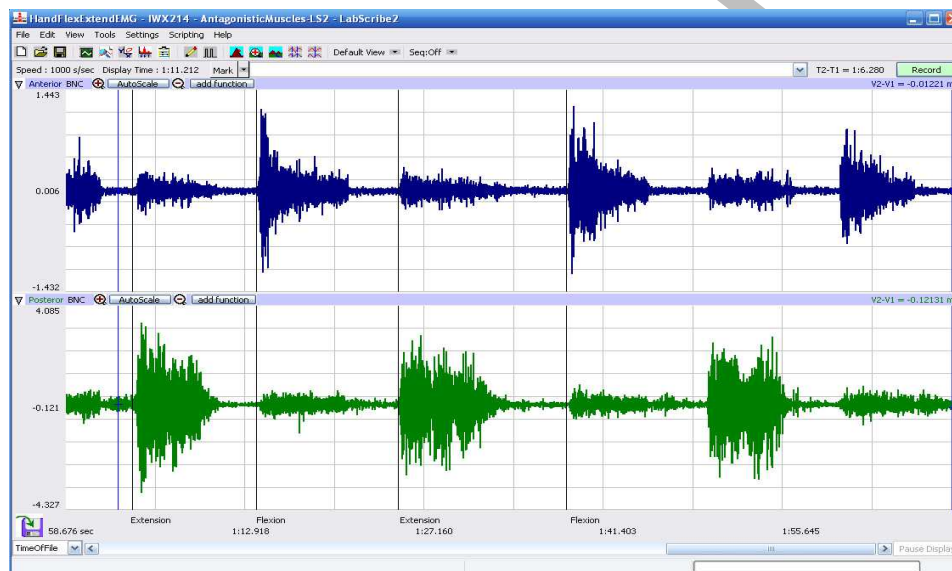 HandFlexExtendEMG - IWX214 - AntagonisticMuscles-LS2 - LabScribe2
File Edit View Tools Settings Scripting Help
Default View Seq:Off
Speed : 1000 s/sec Display Time : 1:11.212 Mark T2-T1 = 1:6.280 Record
Anterior BNC AutoScale add function V2-V1 = -0.01221 m
1.443
0.006
-1.432
Posteror BNC AutoScale add function V2-V1 = -0.12131 m
4.085
-0.121
-4.327
Extension Flexion Extension Flexion
58.676 sec 1:12.918 1:27.160 1:41.403 1:55.645
TimeOfFile Pause Display